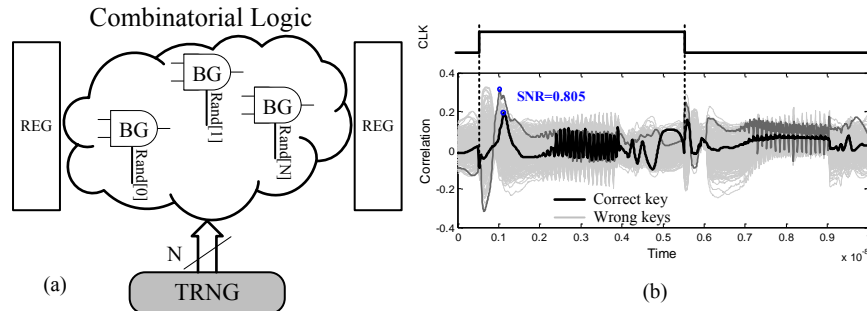 Combinatorial Logic
REG
BG
Rand[0]
BG
Rand[1]
BG
Rand[N]
REG
N
TRNG
(a)
CLK
SNR=0.805
Correlation
0.6
0.4
0.2
0
-0.2
-0.4
Correct key
Wrong keys
0 0.1 0.2 0.3 0.4 0.5 0.6 0.7 0.8 0.9
Time
(b)